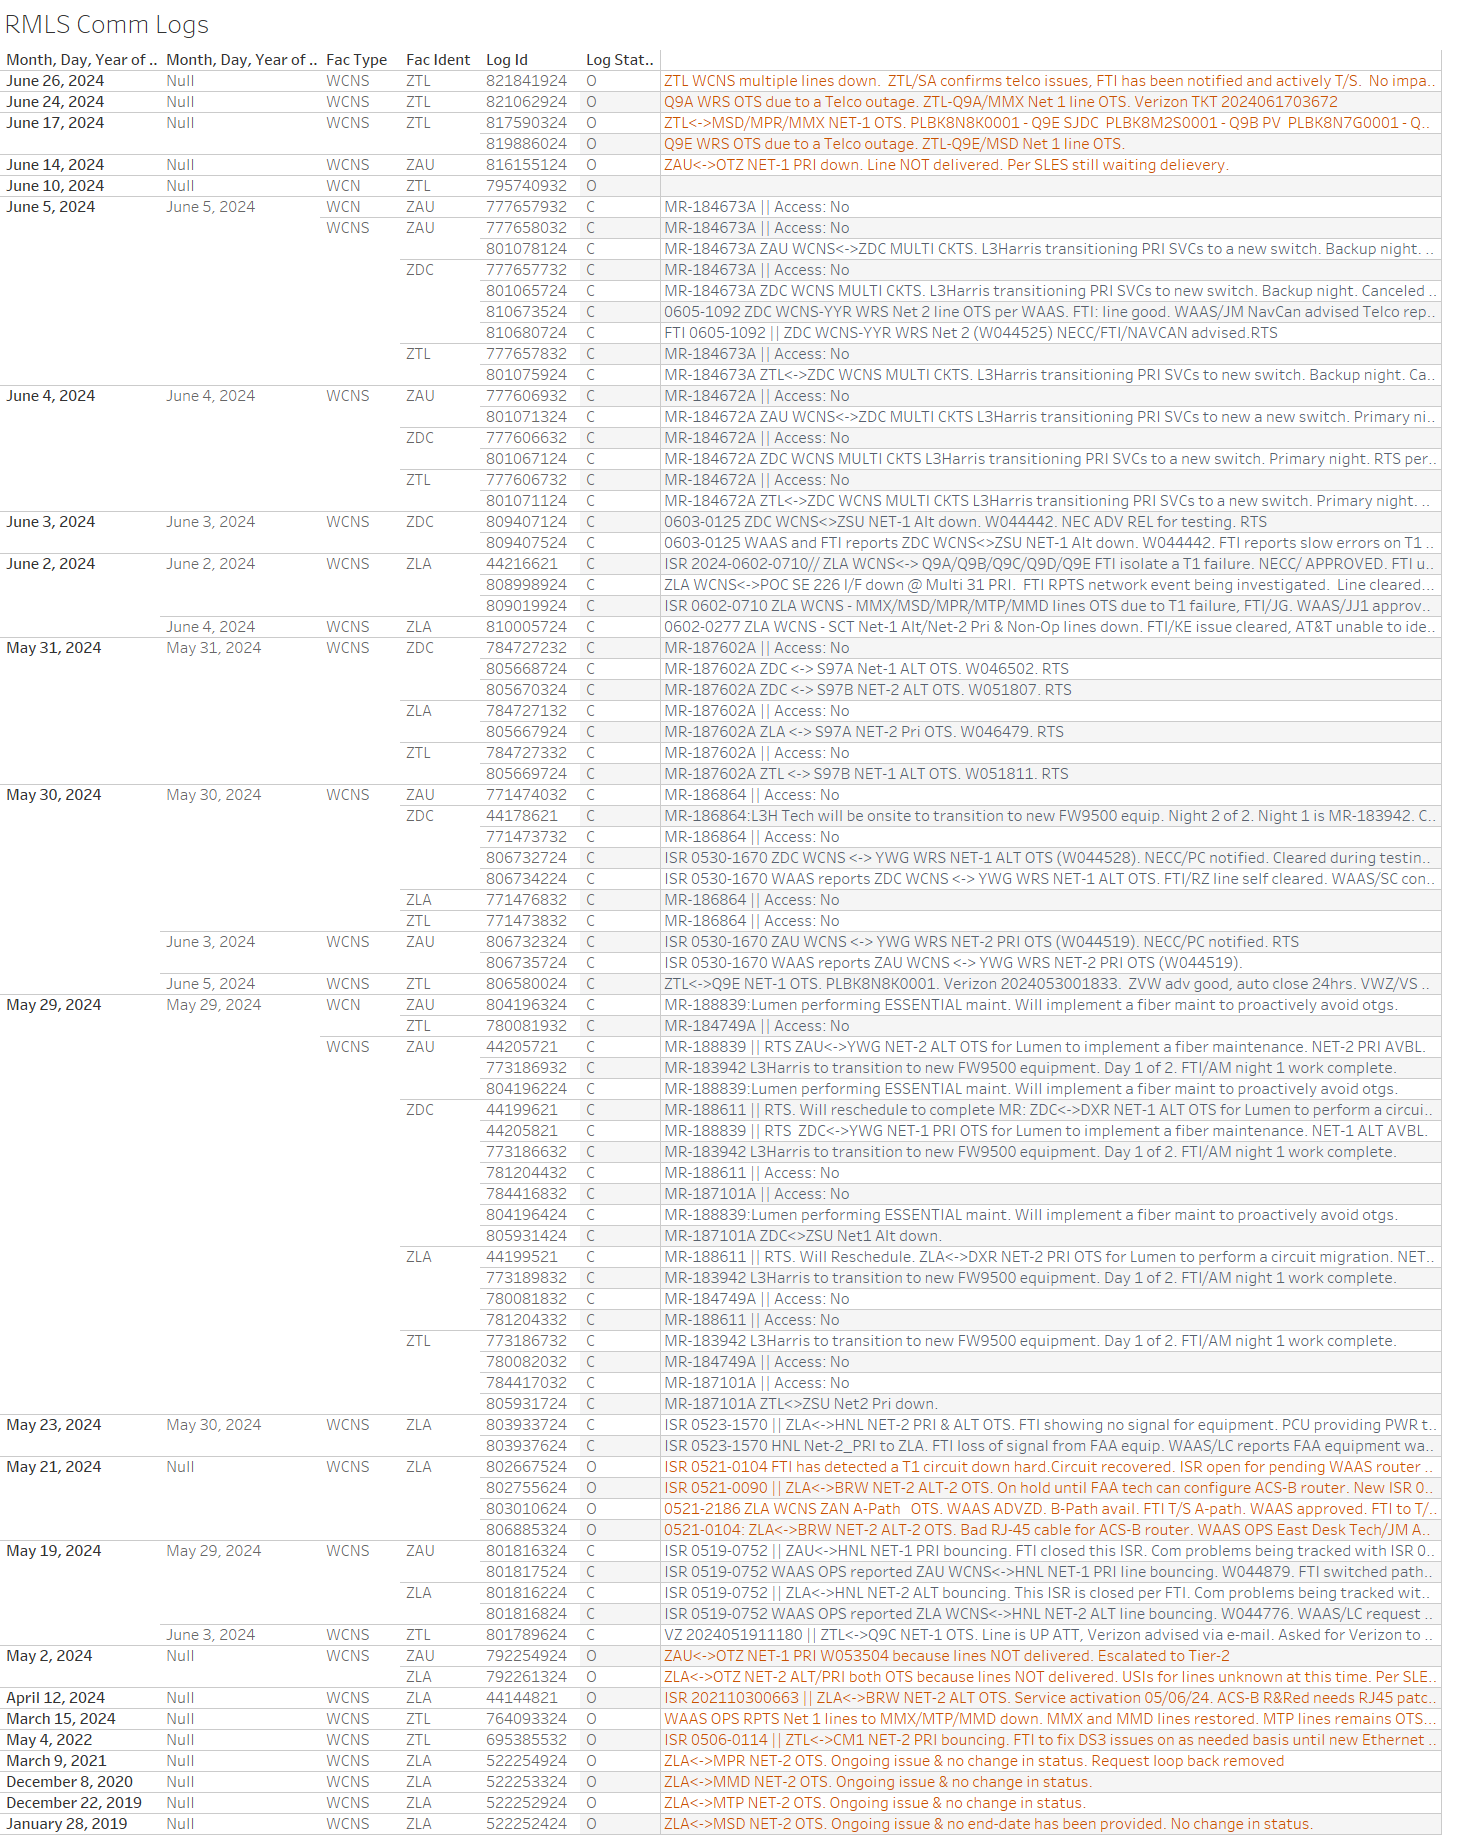 RMLS Comm Logs
Month, Day, Year of .. Month, Day, Year of .. Fac Type Fac Ident Log Id Log Stat..
June 26, 2024 Null WCNS ZTL 821841924 O ZTL WCNS multiple lines down. ZTL/SA confirms telco issues, FTI has been notified and actively T/S. No impa..
June 24, 2024 Null WCNS ZTL 821062924 O Q9A WRS OTS due to a Telco outage. ZTL-Q9A/MMX Net 1 line OTS. Verizon TKT 2024061703672
June 17, 2024 Null WCNS ZTL 817590324 O ZTL<->MSD/MPR/MMX NET-1 OTS. PLBK8N8K0001 - Q9E SJDC PLBK8M2S0001 - Q9B PV PLBK8N7G0001 - Q..
819886024 O Q9E WRS OTS due to a Telco outage. ZTL-Q9E/MSD Net 1 line OTS.
June 14, 2024 Null WCNS ZAU 816155124 O ZAU<->OTZ NET-1 PRI down. Line NOT delivered. Per SLES still waiting delievery.
June 10, 2024 Null WCN ZTL 795740932 O
June 5, 2024 June 5, 2024 WCN ZAU 777657932 C MR-184673A || Access: No
WCNS ZAU 777658032 C MR-184673A || Access: No
801078124 C MR-184673A ZAU WCNS<->ZDC MULTI CKTS. L3Harris transitioning PRI SVCs to a new switch. Backup night. ..
ZDC 777657732 C MR-184673A || Access: No
801065724 C MR-184673A ZDC WCNS MULTI CKTS. L3Harris transitioning PRI SVCs to new switch. Backup night. Canceled ..
810673524 C 0605-1092 ZDC WCNS-YYR WRS Net 2 line OTS per WAAS. FTI: line good. WAAS/JM NavCan advised Telco rep..
810680724 C FTI 0605-1092 || ZDC WCNS-YYR WRS Net 2 (W044525) NECC/FTI/NAVCAN advised.RTS
ZTL 777657832 C MR-184673A || Access: No
801075924 C MR-184673A ZTL<->ZDC WCNS MULTI CKTS. L3Harris transitioning PRI SVCs to new switch. Backup night. Ca..
June 4, 2024 June 4, 2024 WCNS ZAU 777606932 C MR-184672A || Access: No
801071324 C MR-184672A ZAU WCNS<->ZDC MULTI CKTS L3Harris transitioning PRI SVCs to new a new switch. Primary ni..
ZDC 777606632 C MR-184672A || Access: No
801067124 C MR-184672A ZDC WCNS MULTI CKTS L3Harris transitioning PRI SVCs to a new switch. Primary night. RTS per..
ZTL 777606732 C MR-184672A || Access: No
801071124 C MR-184672A ZTL<->ZDC WCNS MULTI CKTS L3Harris transitioning PRI SVCs to a new switch. Primary night. ..
June 3, 2024 June 3, 2024 WCNS ZDC 809407124 C 0603-0125 ZDC WCNS<>ZSU NET-1 Alt down. W044442. NEC ADV REL for testing. RTS
809407524 C 0603-0125 WAAS and FTI reports ZDC WCNS<>ZSU NET-1 Alt down. W044442. FTI reports slow errors on T1 ..
June 2, 2024 June 2, 2024 WCNS ZLA 44216621 C ISR 2024-0602-0710// ZLA WCNS<-> Q9A/Q9B/Q9C/Q9D/Q9E FTI isolate a T1 failure. NECC/ APPROVED. FTI u..
808998924 C ZLA WCNS<->POC SE 226 I/F down @ Multi 31 PRI. FTI RPTS network event being investigated. Line cleared...
809019924 C ISR 0602-0710 ZLA WCNS - MMX/MSD/MPR/MTP/MMD lines OTS due to T1 failure, FTI/JG. WAAS/JJ1 approv..
June 4, 2024 WCNS ZLA 810005724 C 0602-0277 ZLA WCNS - SCT Net-1 Alt/Net-2 Pri & Non-Op lines down. FTI/KE issue cleared, AT&T unable to ide..
May 31, 2024 May 31, 2024 WCNS ZDC 784727232 C MR-187602A || Access: No
805668724 C MR-187602A ZDC <-> S97A Net-1 ALT OTS. W046502. RTS
805670324 C MR-187602A ZDC <-> S97B NET-2 ALT OTS. W051807. RTS
ZLA 784727132 C MR-187602A || Access: No
805667924 C MR-187602A ZLA <-> S97A NET-2 Pri OTS. W046479. RTS
ZTL 784727332 C MR-187602A || Access: No
805669724 C MR-187602A ZTL <-> S97B NET-1 ALT OTS. W051811. RTS
May 30, 2024 May 30, 2024 WCNS ZAU 771474032 C MR-186864 || Access: No
ZDC 44178621 C MR-186864:L3H Tech will be onsite to transition to new FW9500 equip. Night 2 of 2. Night 1 is MR-183942. C..
771473732 C MR-186864 || Access: No
806732724 C ISR 0530-1670 ZDC WCNS <-> YWG WRS NET-1 ALT OTS (W044528). NECC/PC notified. Cleared during testin..
806734224 C ISR 0530-1670 WAAS reports ZDC WCNS <-> YWG WRS NET-1 ALT OTS. FTI/RZ line self cleared. WAAS/SC con..
ZLA 771476832 C MR-186864 || Access: No
ZTL 771473832 C MR-186864 || Access: No
June 3, 2024 WCNS ZAU 806732324 C ISR 0530-1670 ZAU WCNS <-> YWG WRS NET-2 PRI OTS (W044519). NECC/PC notified. RTS
806735724 C ISR 0530-1670 WAAS reports ZAU WCNS <-> YWG WRS NET-2 PRI OTS (W044519).
June 5, 2024 WCNS ZTL 806580024 C ZTL<->Q9E NET-1 OTS. PLBK8N8K0001. Verizon 2024053001833. ZVW adv good, auto close 24hrs. VWZ/VS ..
May 29, 2024 May 29, 2024 WCN ZAU 804196324 C MR-188839:Lumen performing ESSENTIAL maint. Will implement a fiber maint to proactively avoid otgs.
ZTL 780081932 C MR-184749A || Access: No
WCNS ZAU 44205721 C MR-188839 || RTS ZAU<->YWG NET-2 ALT OTS for Lumen to implement a fiber maintenance. NET-2 PRI AVBL.
773186932 C MR-183942 L3Harris to transition to new FW9500 equipment. Day 1 of 2. FTI/AM night 1 work complete.
804196224 C MR-188839:Lumen performing ESSENTIAL maint. Will implement a fiber maint to proactively avoid otgs.
ZDC 44199621 C MR-188611 || RTS. Will reschedule to complete MR: ZDC<->DXR NET-1 ALT OTS for Lumen to perform a circui..
44205821 C MR-188839 || RTS ZDC<->YWG NET-1 PRI OTS for Lumen to implement a fiber maintenance. NET-1 ALT AVBL.
773186632 C MR-183942 L3Harris to transition to new FW9500 equipment. Day 1 of 2. FTI/AM night 1 work complete.
781204432 C MR-188611 || Access: No
784416832 C MR-187101A || Access: No
804196424 C MR-188839:Lumen performing ESSENTIAL maint. Will implement a fiber maint to proactively avoid otgs.
805931424 C MR-187101A ZDC<>ZSU Net1 Alt down.
ZLA 44199521 C MR-188611 || RTS. Will Reschedule. ZLA<->DXR NET-2 PRI OTS for Lumen to perform a circuit migration. NET..
773189832 C MR-183942 L3Harris to transition to new FW9500 equipment. Day 1 of 2. FTI/AM night 1 work complete.
780081832 C MR-184749A || Access: No
781204332 C MR-188611 || Access: No
ZTL 773186732 C MR-183942 L3Harris to transition to new FW9500 equipment. Day 1 of 2. FTI/AM night 1 work complete.
780082032 C MR-184749A || Access: No
784417032 C MR-187101A || Access: No
805931724 C MR-187101A ZTL<>ZSU Net2 Pri down.
May 23, 2024 May 30, 2024 WCNS ZLA 803933724 C ISR 0523-1570 || ZLA<->HNL NET-2 PRI & ALT OTS. FTI showing no signal for equipment. PCU providing PWR t..
803937624 C ISR 0523-1570 HNL Net-2_PRI to ZLA. FTI loss of signal from FAA equip. WAAS/LC reports FAA equipment wa..
May 21, 2024 Null WCNS ZLA 802667524 O ISR 0521-0104 FTI has detected a T1 circuit down hard.Circuit recovered. ISR open for pending WAAS router ..
802755624 O ISR 0521-0090 || ZLA<->BRW NET-2 ALT-2 OTS. On hold until FAA tech can configure ACS-B router. New ISR 0..
803010624 O 0521-2186 ZLA WCNS ZAN A-Path OTS. WAAS ADVZD. B-Path avail. FTI T/S A-path. WAAS approved. FTI to T/..
806885324 O 0521-0104: ZLA<->BRW NET-2 ALT-2 OTS. Bad RJ-45 cable for ACS-B router. WAAS OPS East Desk Tech/JM A..
May 19, 2024 May 29, 2024 WCNS ZAU 801816324 C ISR 0519-0752 || ZAU<->HNL NET-1 PRI bouncing. FTI closed this ISR. Com problems being tracked with ISR 0..
801817524 C ISR 0519-0752 WAAS OPS reported ZAU WCNS<->HNL NET-1 PRI line bouncing. W044879. FTI switched path..
ZLA 801816224 C ISR 0519-0752 || ZLA<->HNL NET-2 ALT bouncing. This ISR is closed per FTI. Com problems being tracked wit..
801816824 C ISR 0519-0752 WAAS OPS reported ZLA WCNS<->HNL NET-2 ALT line bouncing. W044776. WAAS/LC request ..
June 3, 2024 WCNS ZTL 801789624 C VZ 2024051911180 || ZTL<->Q9C NET-1 OTS. Line is UP ATT, Verizon advised via e-mail. Asked for Verizon to ..
May 2, 2024 Null WCNS ZAU 792254924 O ZAU<->OTZ NET-1 PRI W053504 because lines NOT delivered. Escalated to Tier-2
ZLA 792261324 O ZLA<->OTZ NET-2 ALT/PRI both OTS because lines NOT delivered. USIs for lines unknown at this time. Per SLE..
April 12, 2024 Null WCNS ZLA 44144821 O ISR 202110300663 || ZLA<->BRW NET-2 ALT OTS. Service activation 05/06/24. ACS-B R&Red needs RJ45 patc..
March 15, 2024 Null WCNS ZTL 764093324 O WAAS OPS RPTS Net 1 lines to MMX/MTP/MMD down. MMX and MMD lines restored. MTP lines remains OTS...
May 4, 2022 Null WCNS ZTL 695385532 O ISR 0506-0114 || ZTL<->CM1 NET-2 PRI bouncing. FTI to fix DS3 issues on as needed basis until new Ethernet ..
March 9, 2021 Null WCNS ZLA 522254924 O ZLA<->MPR NET-2 OTS. Ongoing issue & no change in status. Request loop back removed
December 8, 2020 Null WCNS ZLA 522253324 O ZLA<->MMD NET-2 OTS. Ongoing issue & no change in status.
December 22, 2019 Null WCNS ZLA 522252924 O ZLA<->MTP NET-2 OTS. Ongoing issue & no change in status.
January 28, 2019 Null WCNS ZLA 522252424 O ZLA<->MSD NET-2 OTS. Ongoing issue & no end-date has been provided. No change in status.